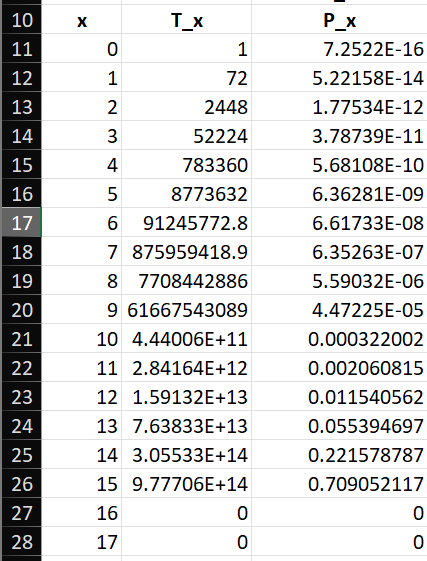 10 x T_x P_x
11 0 1 7.2522E-16
12 1 72 5.22158E-14
13 2 2448 1.77534E-12
14 3 52224 3.78739E-11
15 4 783360 5.68108E-10
16 5 8773632 6.36281E-09
17 6 91245772.8 6.61733E-08
18 7 875959418.9 6.35263E-07
19 8 7708442886 5.59032E-06
20 9 61667543089 4.47225E-05
21 10 4.44006E+11 0.000322002
22 11 2.84164E+12 0.002060815
23 12 1.59132E+13 0.011540562
24 13 7.63833E+13 0.055394697
25 14 3.05533E+14 0.221578787
26 15 9.77706E+14 0.709052117
27 16 0 0
28 17 0 0